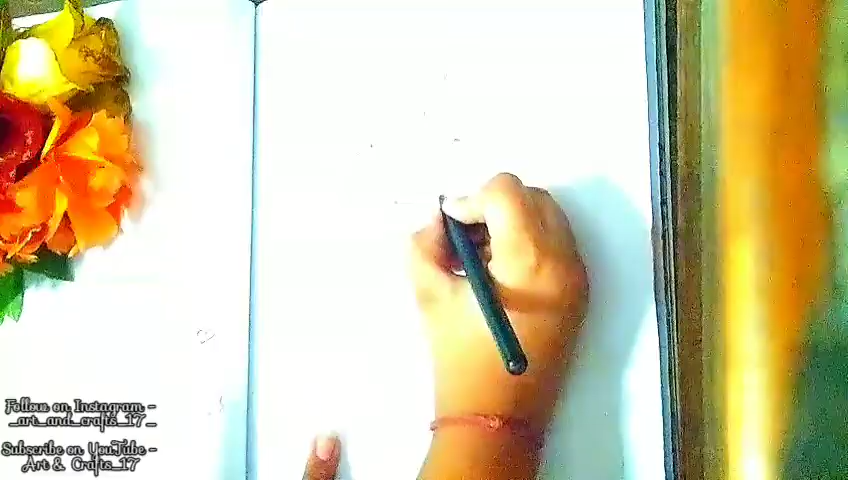 Follow on Instagram -
_art_and_crafts_17_
Subscribe on YouTube -
Art & Crafts_17